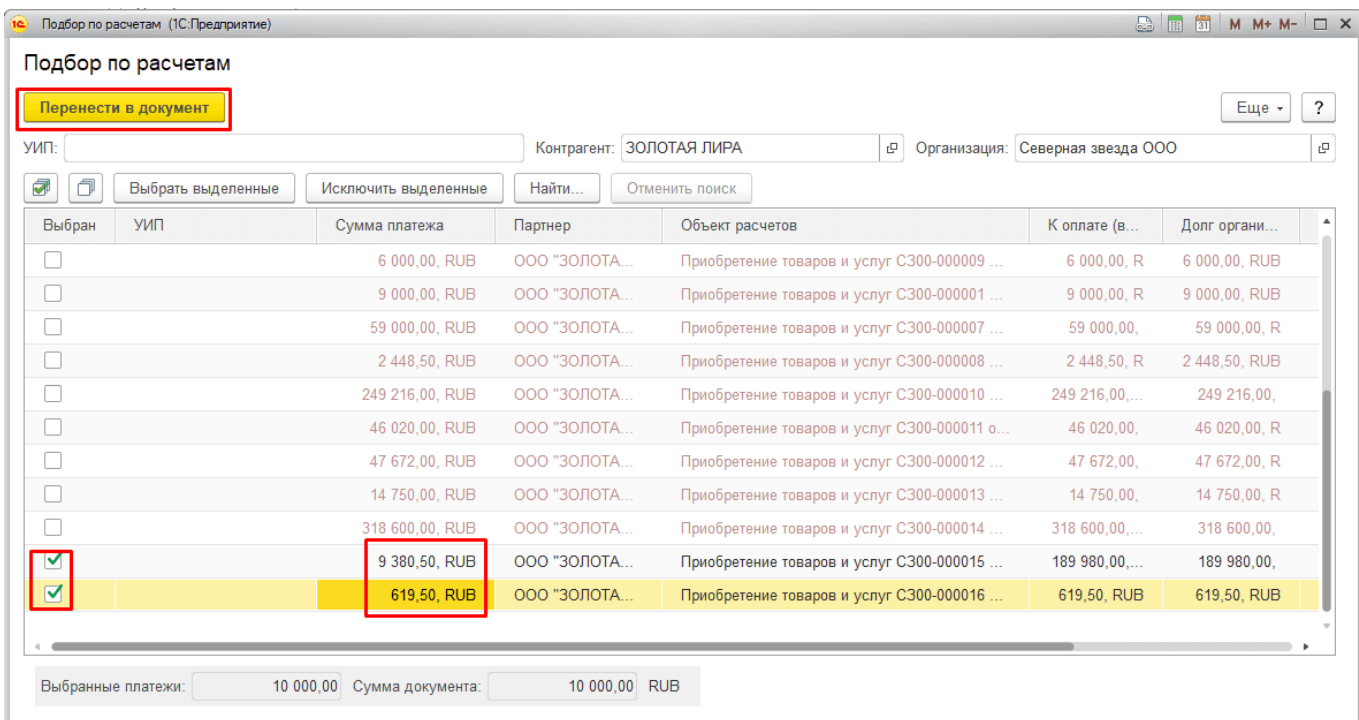 1С Подбор по расчетам (1С:Предприятие) 31 M M+ M-
Подбор по расчетам
Перенести в документ Еще ?
УИП: Контрагент: ЗОЛОТАЯ ЛИРА Организация: Северная звезда ООО
Выбрать выделенные Исключить выделенные Найти... Отменить поиск
Выбран УИП Сумма платежа Партнер Объект расчетов К оплате (в... Долг органи...
6 000,00, RUB ООО "ЗОЛОТА... Приобретение товаров и услуг С300-000009 ... 6 000,00, R 6 000,00, RUB
9 000,00, RUB ООО "ЗОЛОТА... Приобретение товаров и услуг С300-000001 ... 9 000,00, R 9 000,00, RUB
59 000,00, RUB ООО "ЗОЛОТА... Приобретение товаров и услуг С300-000007 ... 59 000,00, 59 000,00, R
2 448,50, RUB ООО "ЗОЛОТА... Приобретение товаров и услуг С300-000008 ... 2 448,50, R 2 448,50, RUB
249 216,00, RUB ООО "ЗОЛОТА... Приобретение товаров и услуг С300-000010 ... 249 216,00,... 249 216,00,
46 020,00, RUB ООО "ЗОЛОТА... Приобретение товаров и услуг С300-000011 о... 46 020,00, 46 020,00, R
47 672,00, RUB ООО "ЗОЛОТА... Приобретение товаров и услуг С300-000012 ... 47 672,00, 47 672,00, R
14 750,00, RUB ООО "ЗОЛОТА... Приобретение товаров и услуг С300-000013 ... 14 750,00, 14 750,00, R
318 600,00, RUB ООО "ЗОЛОТА... Приобретение товаров и услуг С300-000014 ... 318 600,00,... 318 600,00,
9 380,50, RUB ООО "ЗОЛОТА... Приобретение товаров и услуг С300-000015 ... 189 980,00,... 189 980,00,
619,50, RUB ООО "ЗОЛОТА... Приобретение товаров и услуг С300-000016 ... 619,50, RUB 619,50, RUB
Выбранные платежи: 10 000,00 Сумма документа: 10 000,00 RUB